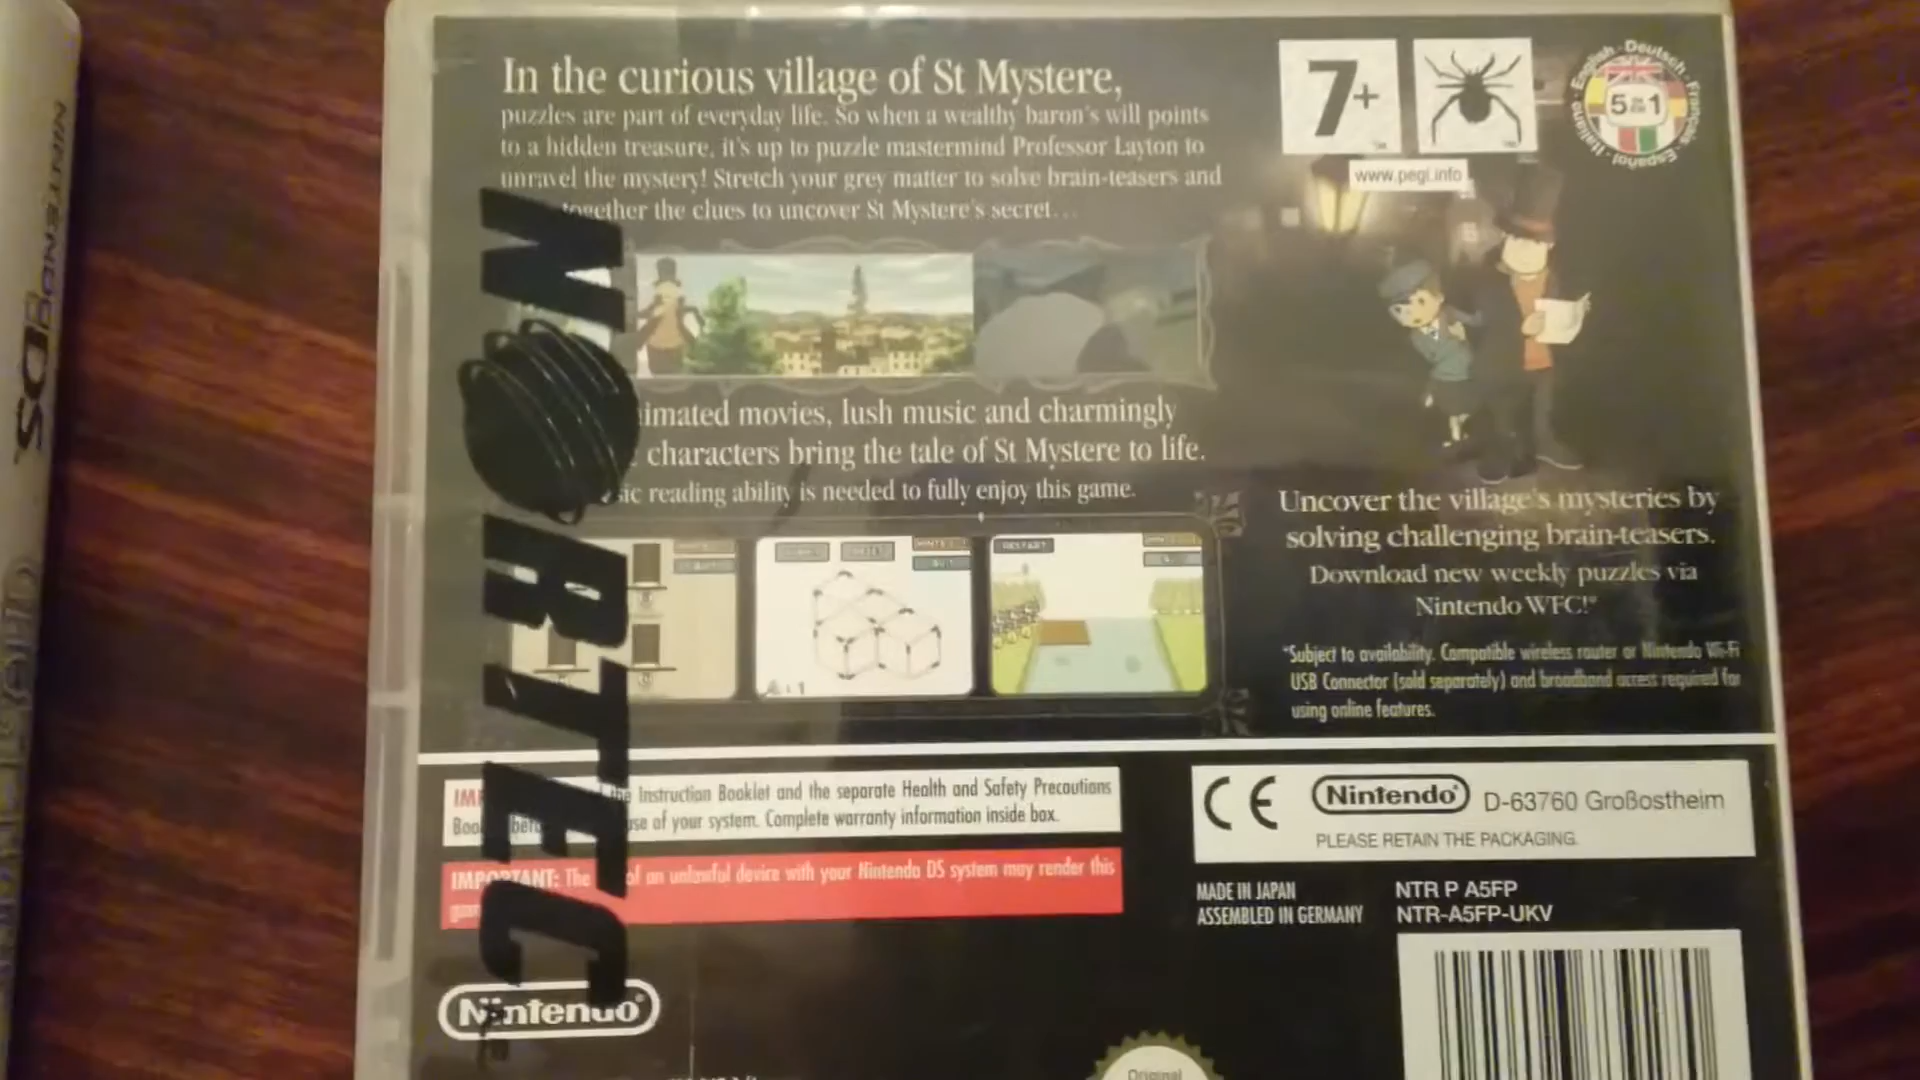 In the curious village of St Mystere,
puzzles are part of everyday life. So when a wealthy baron's will points
to a hidden treasure, it's up to puzzle mastermind Professor Layton to
unravel the mystery! Stretch your grey matter to solve brain-teasers and
together the clues to uncover St Mystere's secret...
7+
www.pegi.info
English · Deutsch · Français · Español · Italiano
5 in 1
imated movies, lush music and charmingly
characters bring the tale of St Mystere to life.
sic reading ability is needed to fully enjoy this game.
RESTART
Uncover the village's mysteries by
solving challenging brain-teasers.
Download new weekly puzzles via
Nintendo WFC!*
*Subject to availability. Compatible wireless router or Nintendo Wi-Fi
USB Connector (sold separately) and broadband access required for
using online features.
the Instruction Booklet and the separate Health and Safety Precautions
use of your system. Complete warranty information inside box.
IMPORTANT: The of an unlawful device with your Nintendo DS system may render this
Nintendo
CE Nintendo D-63760 Großostheim
PLEASE RETAIN THE PACKAGING.
MADE IN JAPAN
ASSEMBLED IN GERMANY
NTR P A5FP
NTR-A5FP-UKV
Original
NORTEC
NINTENDO DS